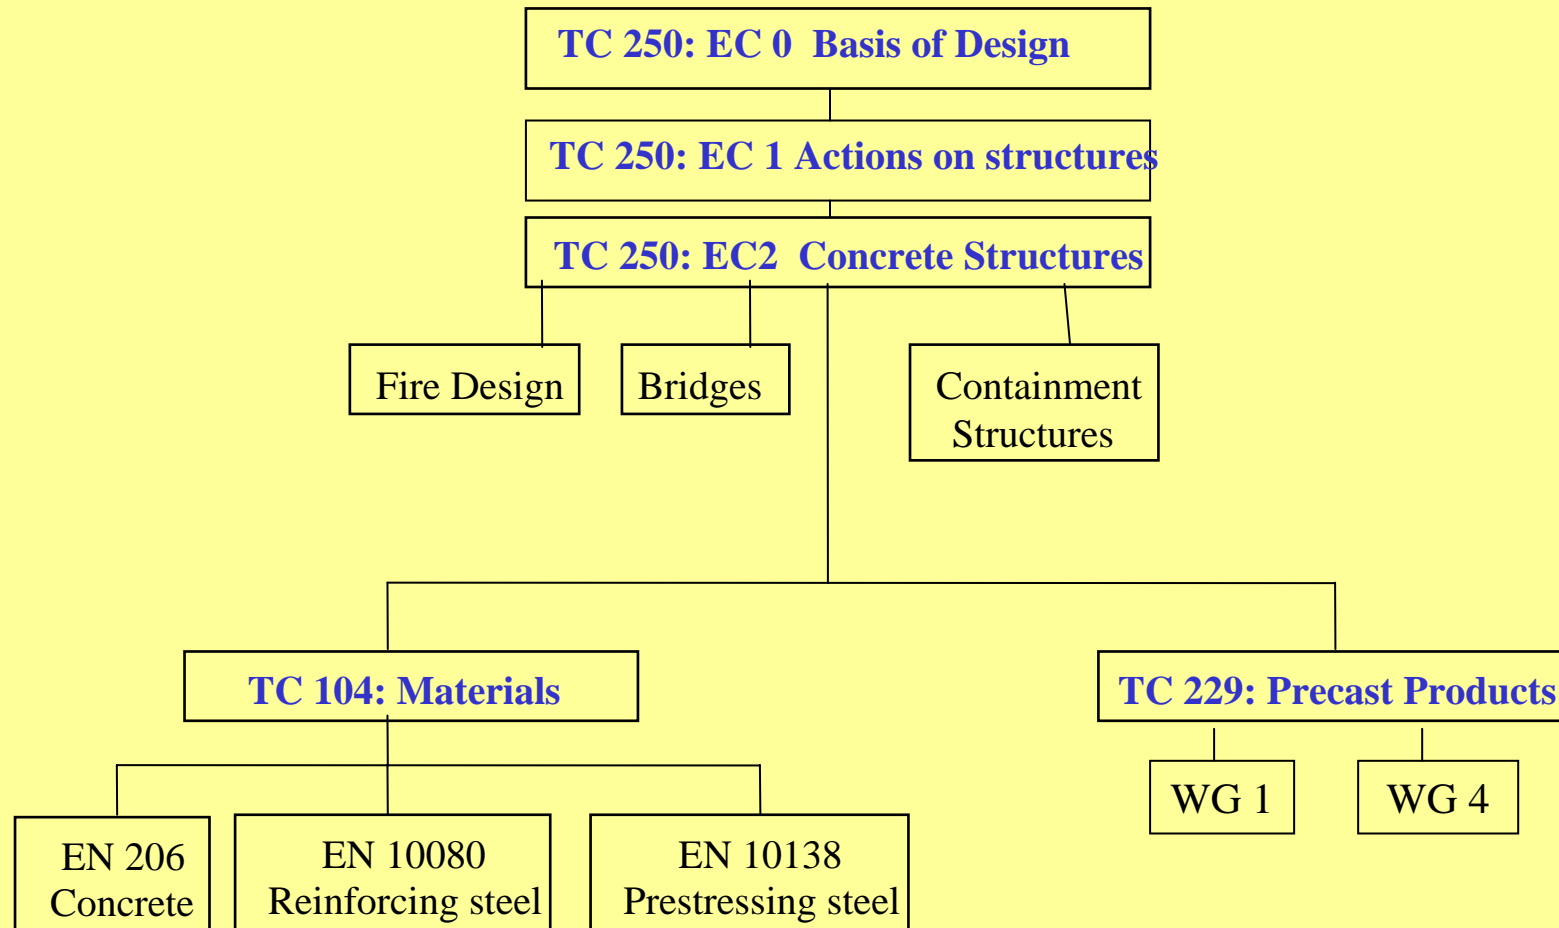 TC 250: EC 0 Basis of Design
TC 250: EC 1 Actions on structures
TC 250: EC2 Concrete Structures
Fire Design
Bridges
Containment
Structures
TC 104: Materials
TC 229: Precast Products
WG 1
WG 4
EN 206
Concrete
EN 10080
Reinforcing steel
EN 10138
Prestressing steel